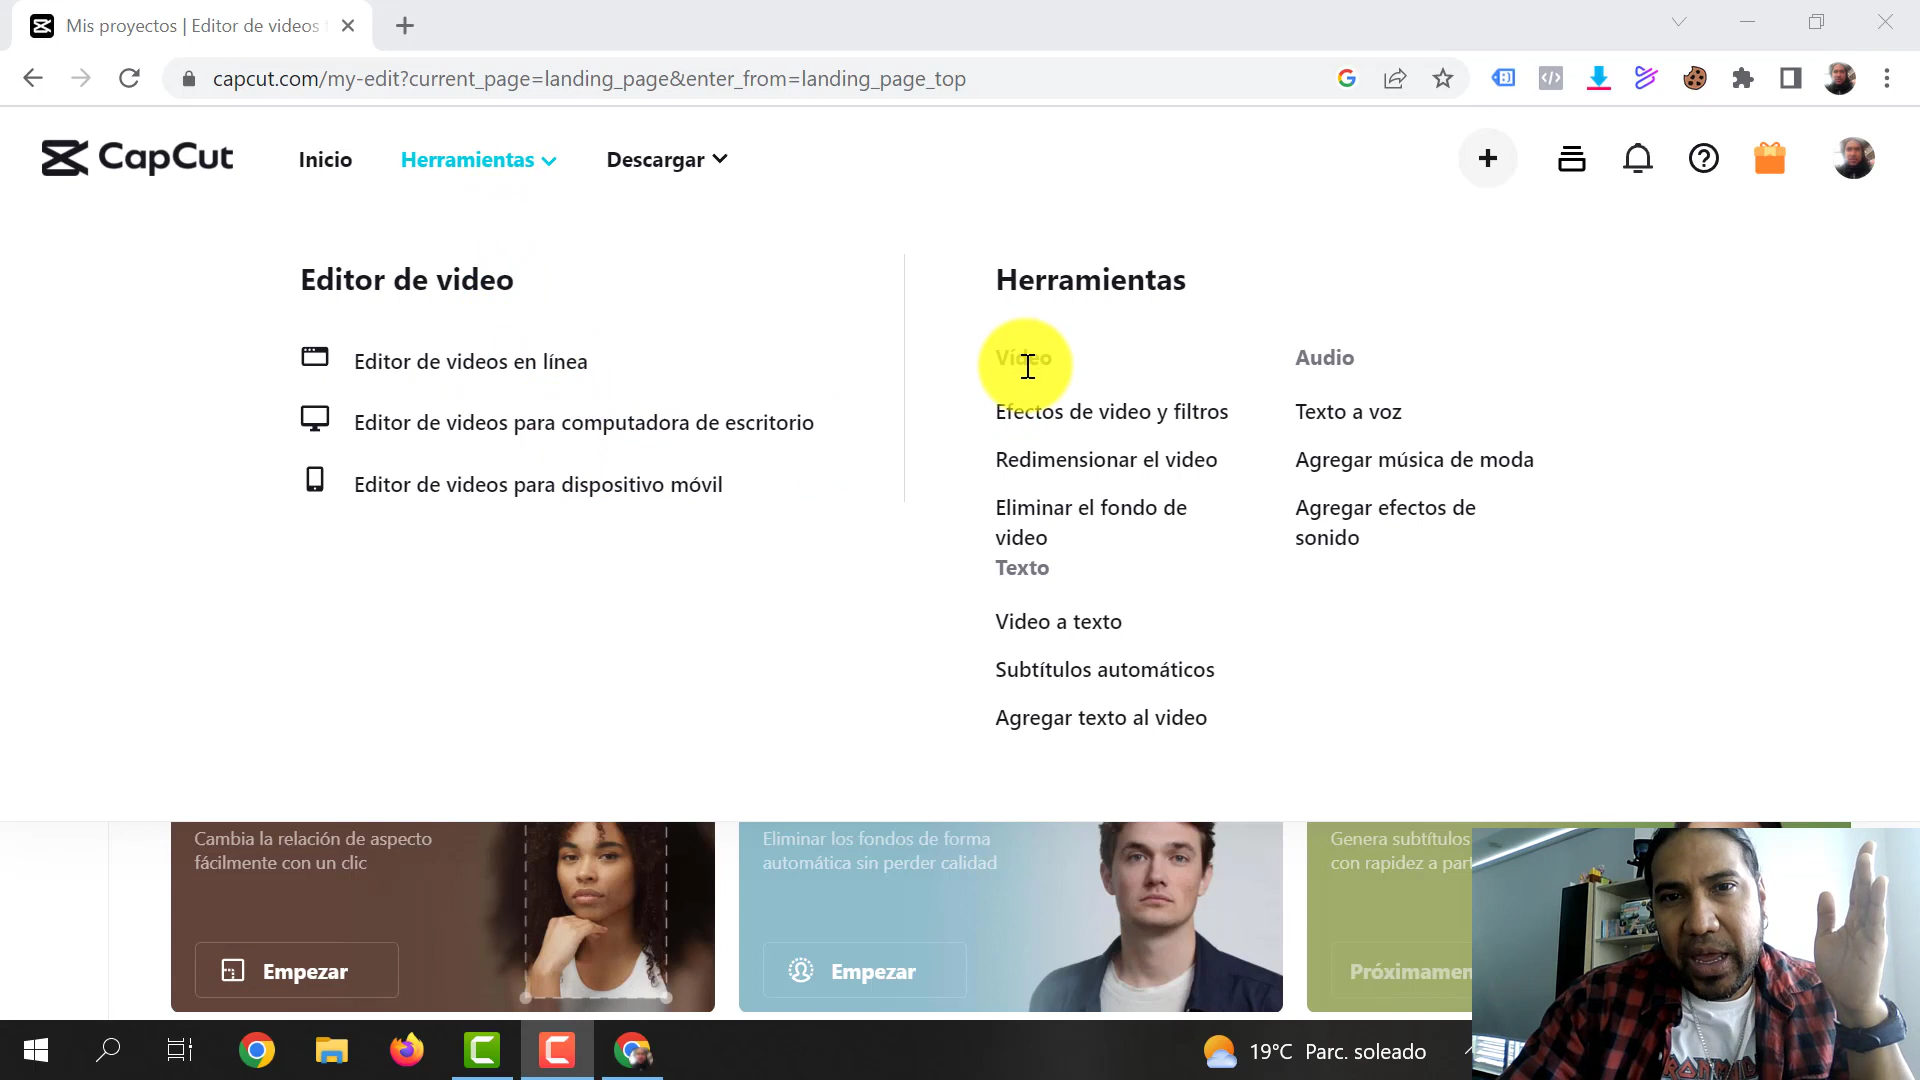 Mis proyectos | Editor de videos
capcut.com/my-edit?current_page=landing_page&enter_from=landing_page_top
CapCut
Inicio
Herramientas
Descargar
Editor de video
Editor de videos en línea
Editor de videos para computadora de escritorio
Editor de videos para dispositivo móvil
Herramientas
Vídeo
Efectos de video y filtros
Redimensionar el video
Eliminar el fondo de
video
Texto
Video a texto
Subtítulos automáticos
Agregar texto al video
Audio
Texto a voz
Agregar música de moda
Agregar efectos de
sonido
Cambia la relación de aspecto
fácilmente con un clic
Empezar
Eliminar los fondos de forma
automática sin perder calidad
Empezar
Genera subtítulos
con rapidez a
19°C Parc. soleado
IRON